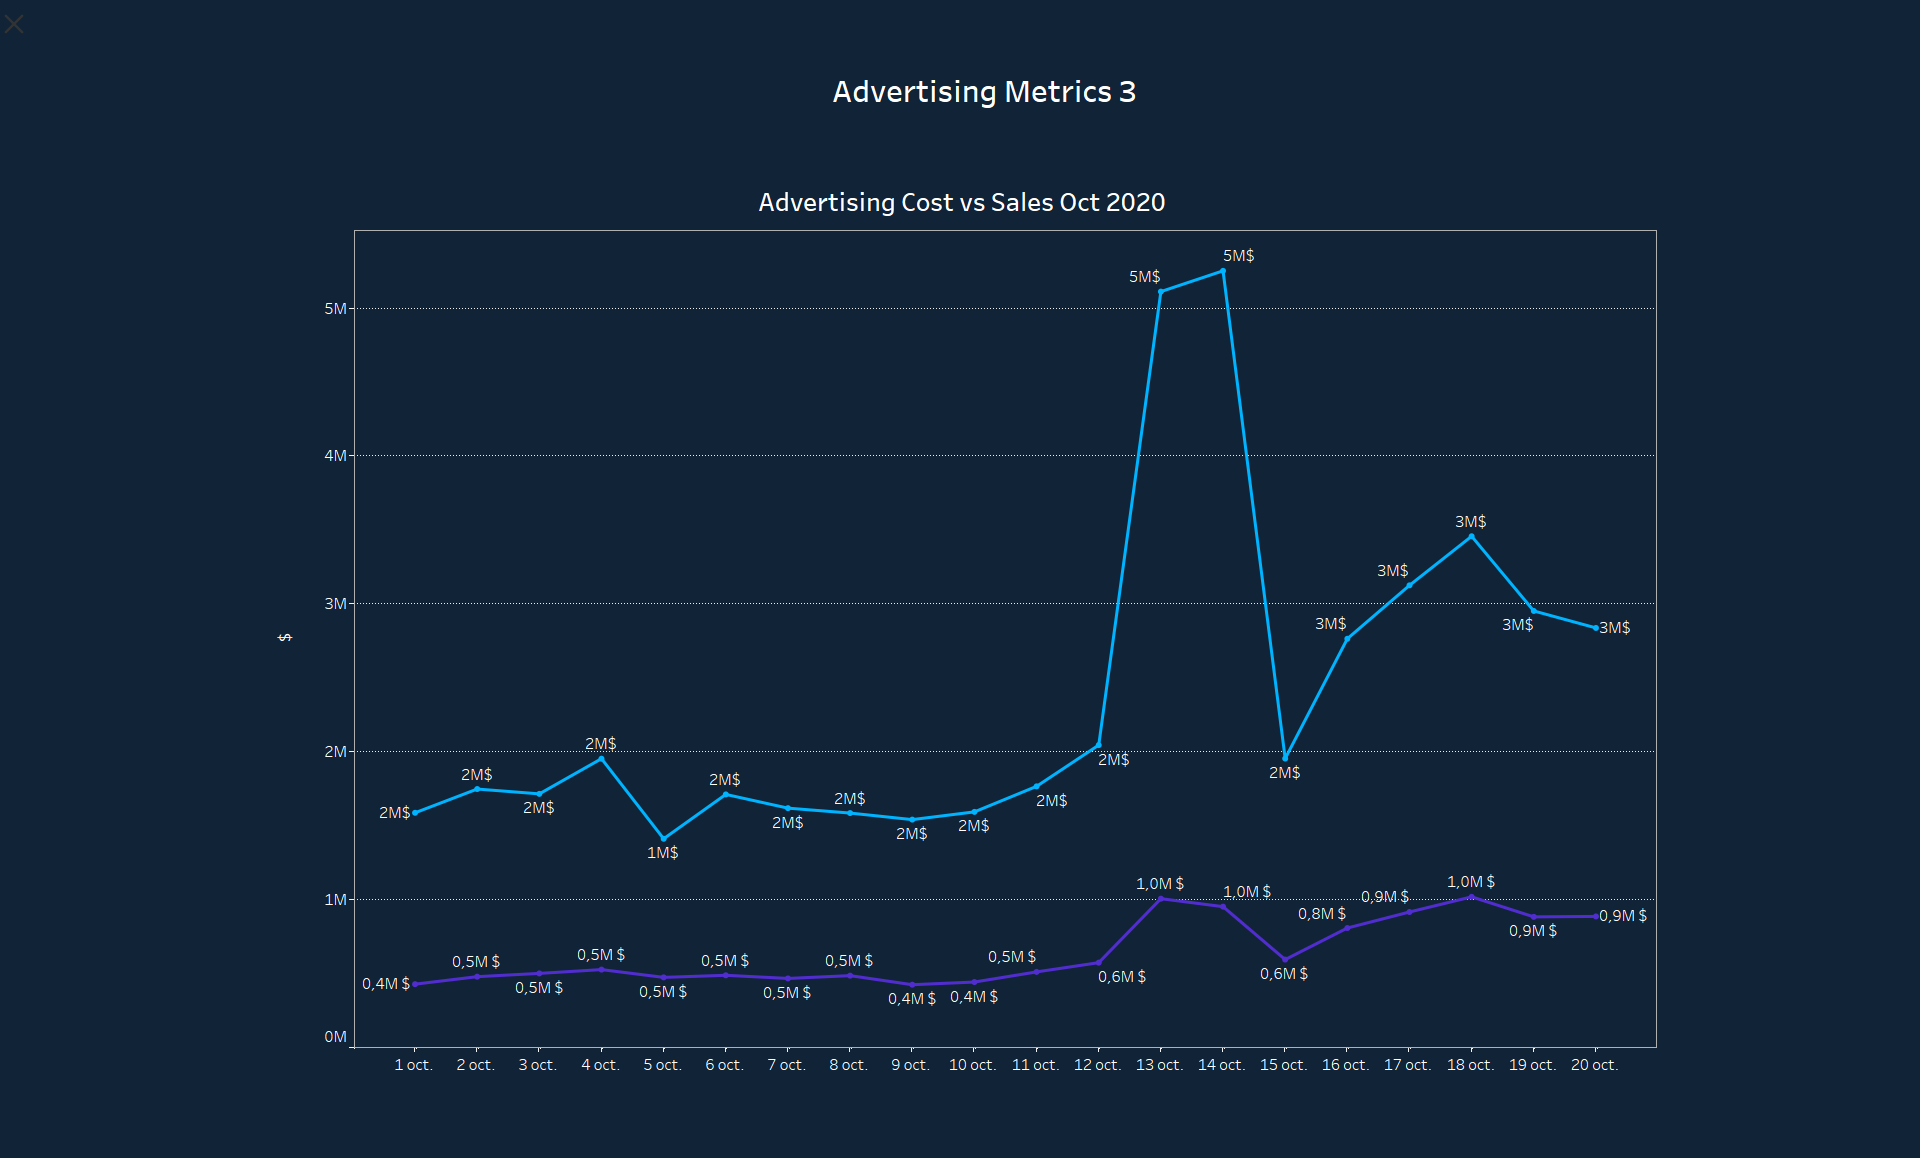 Advertising Metrics 3
Advertising Cost vs Sales Oct 2020
5M$
5M$
5M
4M
3M$
3M$
3M
3M$
3M$
3M$
$
2M$
2M
2M$
2M$
2M$
2M$
2M$
2M$
2M$
2M$
2M$
2M$
2M$
2M$
1M$
1,0M $
1,0M $
1,0M $
1M
0,9M $
0,8M $
0,9M $
0,9M $
0,5M $
0,5M $
0,5M $
0,5M $
0,5M $
0,6M $
0,6M $
0,4M $
0,5M $
0,5M $
0,5M $
0,4M $
0,4M $
0M
1 oct. 2 oct. 3 oct. 4 oct. 5 oct. 6 oct. 7 oct. 8 oct. 9 oct. 10 oct. 11 oct. 12 oct. 13 oct. 14 oct. 15 oct. 16 oct. 17 oct. 18 oct. 19 oct. 20 oct.